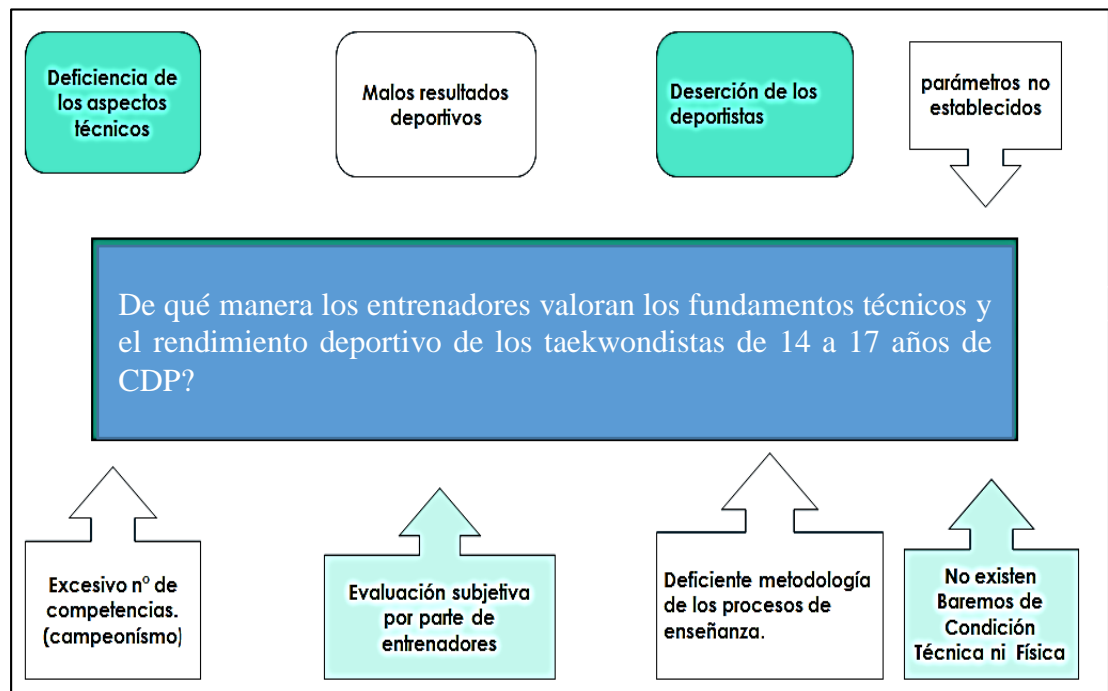 Deficiencia de
los aspectos
técnicos
Malos resultados
deportivos
Deserción de los
deportistas
parámetros no
establecidos
De qué manera los entrenadores valoran los fundamentos técnicos y
el rendimiento deportivo de los taekwondistas de 14 a 17 años de
CDP?
Excesivo nº de
competencias.
(campeonísmo)
Evaluación subjetiva
por parte de
entrenadores
Deficiente metodología
de los procesos de
enseñanza.
No existen
Baremos de
Condición
Técnica ni Física